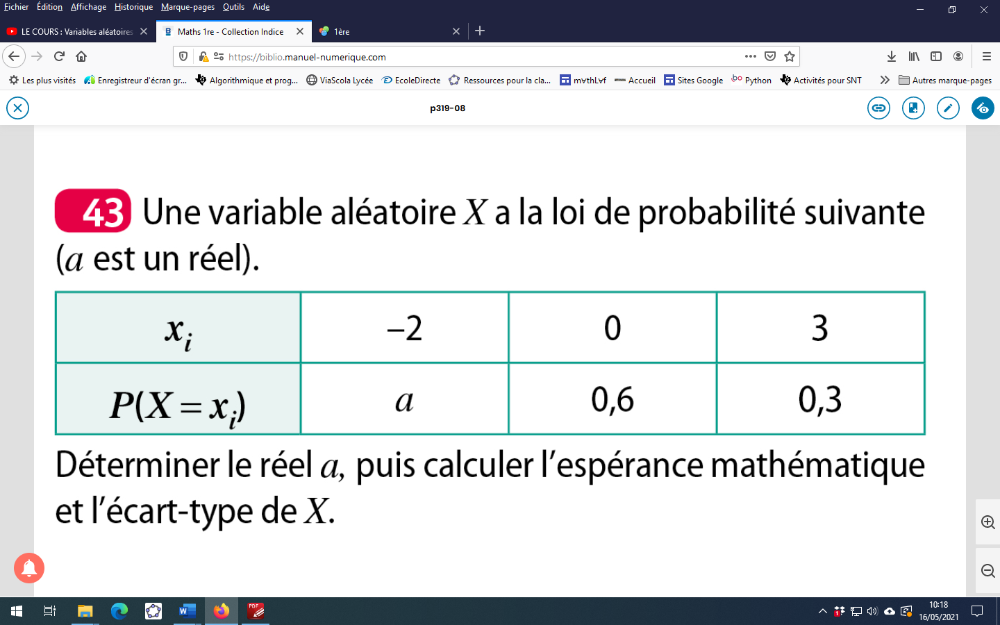 Fichier Édition Affichage Historique Marque-pages Outils Aide
LE COURS : Variables aléatoires Maths 1re - Collection Indice 1ère
https://biblio.manuel-numerique.com
Les plus visités Enregistreur d'écran gr... Algorithmique et prog... ViaScola Lycée EcoleDirecte Ressources pour la cla... m∀thL∀f Accueil Sites Google Python Activités pour SNT Autres marque-pages
p319-08
43 Une variable aléatoire X a la loi de probabilité suivante
(a est un réel).
xi –2 0 3
P(X = xi) a 0,6 0,3
Déterminer le réel a, puis calculer l’espérance mathématique
et l’écart-type de X.
10:18
16/05/2021